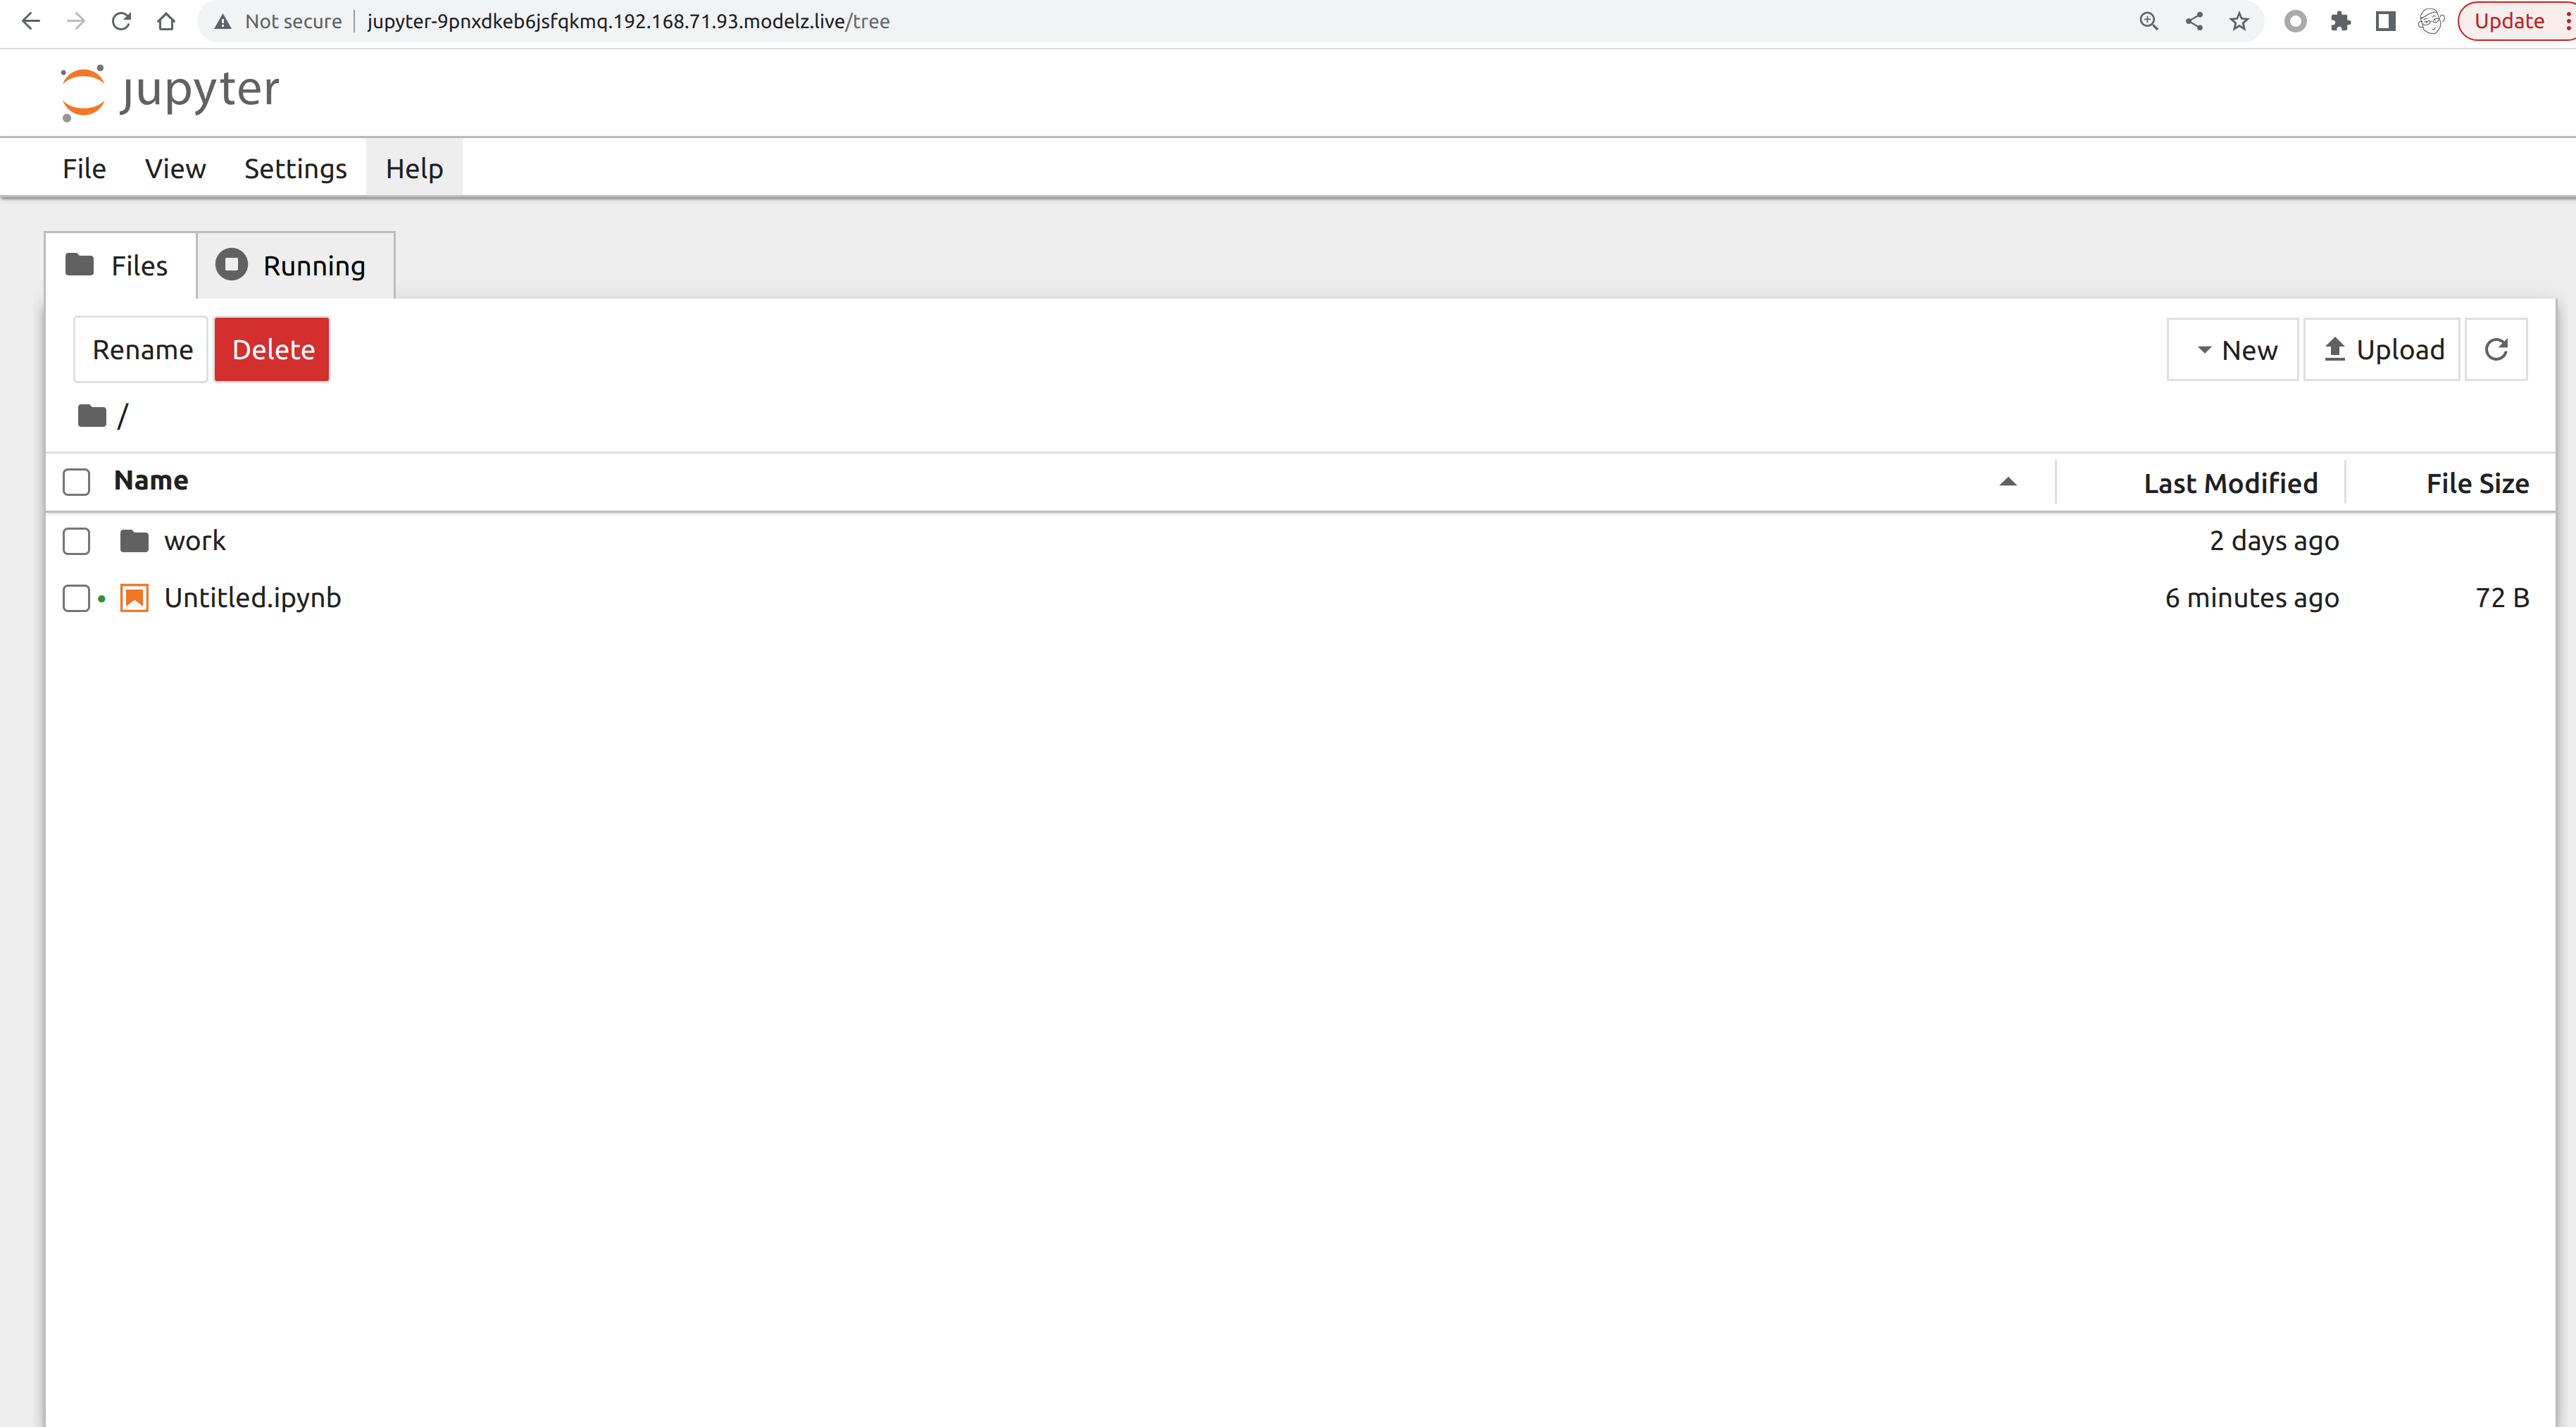 Not secure | jupyter-9pnxdkeb6jsfqkmq.192.168.71.93.modelz.live/tree Update
jupyter
File View Settings Help
Files Running
Rename Delete New Upload
/
Name Last Modified File Size
work 2 days ago
Untitled.ipynb 6 minutes ago 72 B